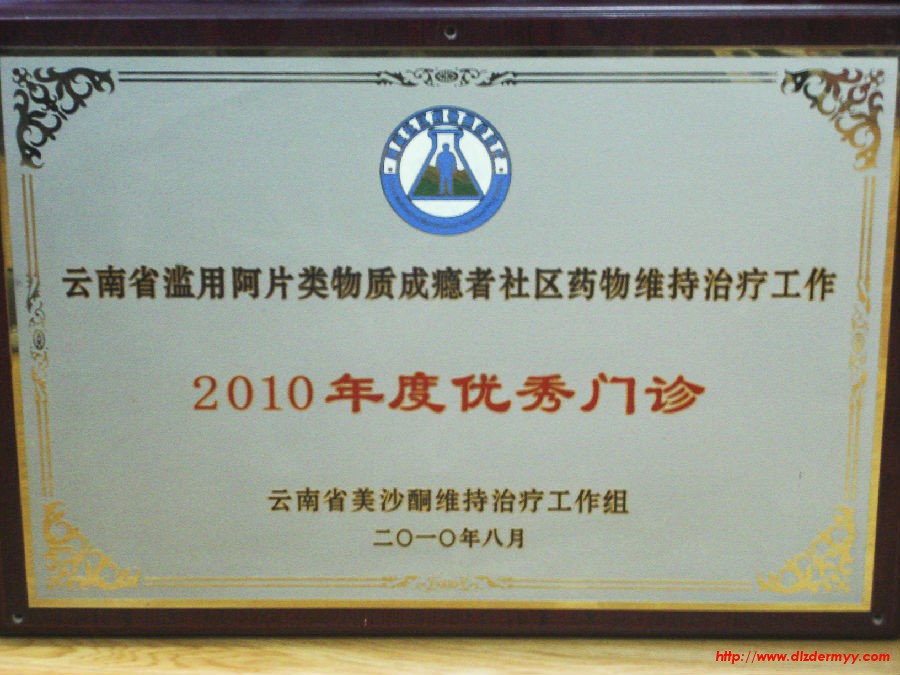 云南省滥用阿片类物质成瘾者社区药物维持治疗工作
2010年度优秀门诊
云南省美沙酮维持治疗工作组
二〇一〇年八月
http://www.dlzdermyy.com